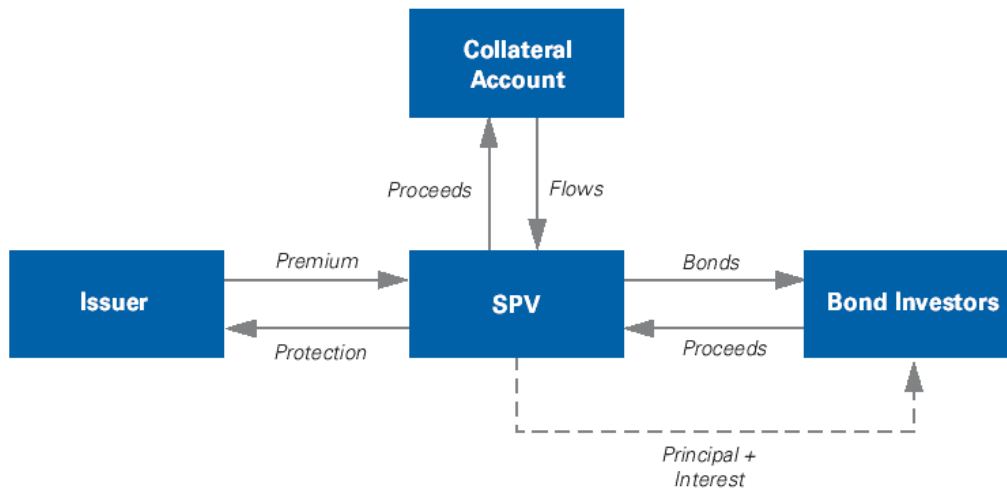 Collateral
Account
Proceeds
Flows
Premium
Bonds
Issuer
SPV
Bond Investors
Protection
Proceeds
Principal +
Interest